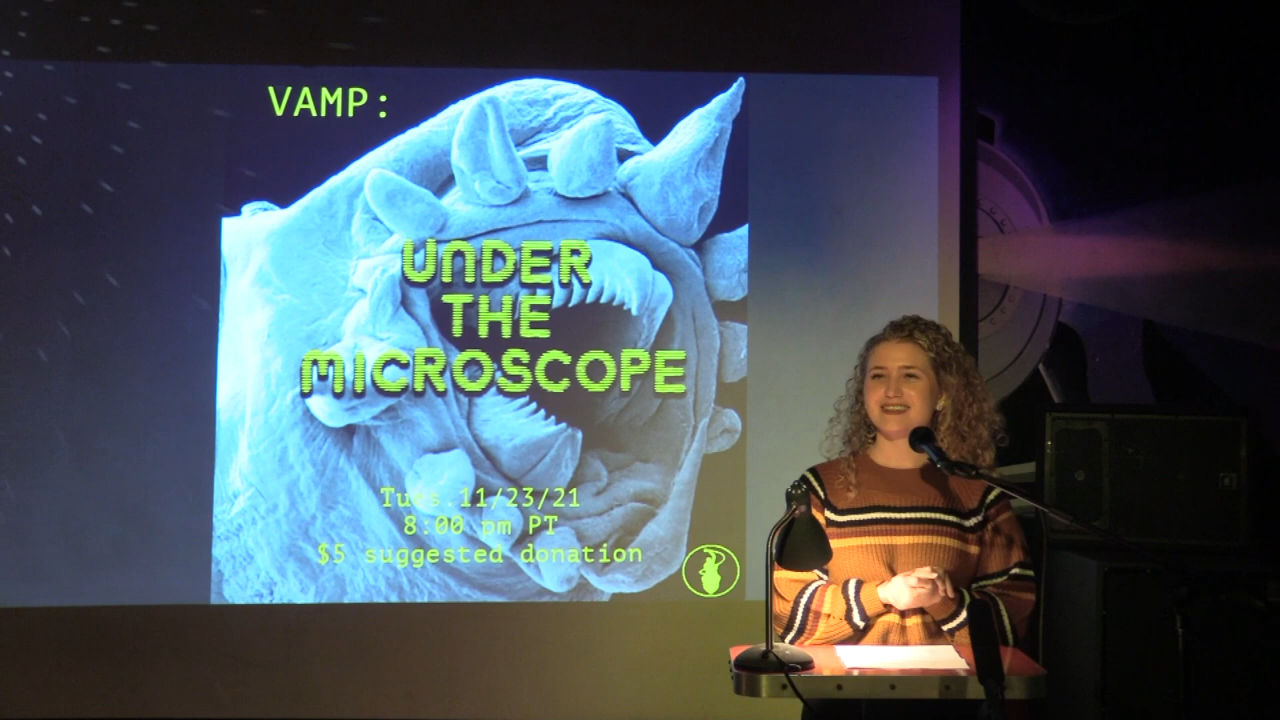 VAMP:
UNDER
THE
MICROSCOPE
Tues.11/23/21
8:00 pm PT
$5 suggested donation